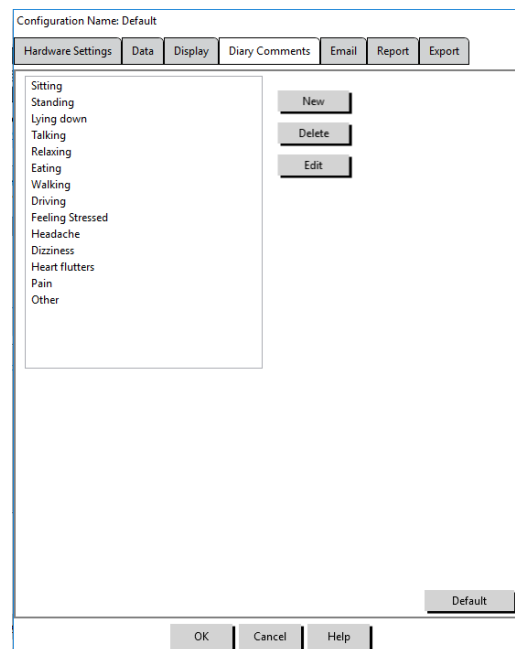 Configuration Name: Default
Hardware Settings Data Display Diary Comments Email Report Export
Sitting
Standing
Lying down
Talking
Relaxing
Eating
Walking
Driving
Feeling Stressed
Headache
Dizziness
Heart flutters
Pain
Other
New
Delete
Edit
Default
OK Cancel Help